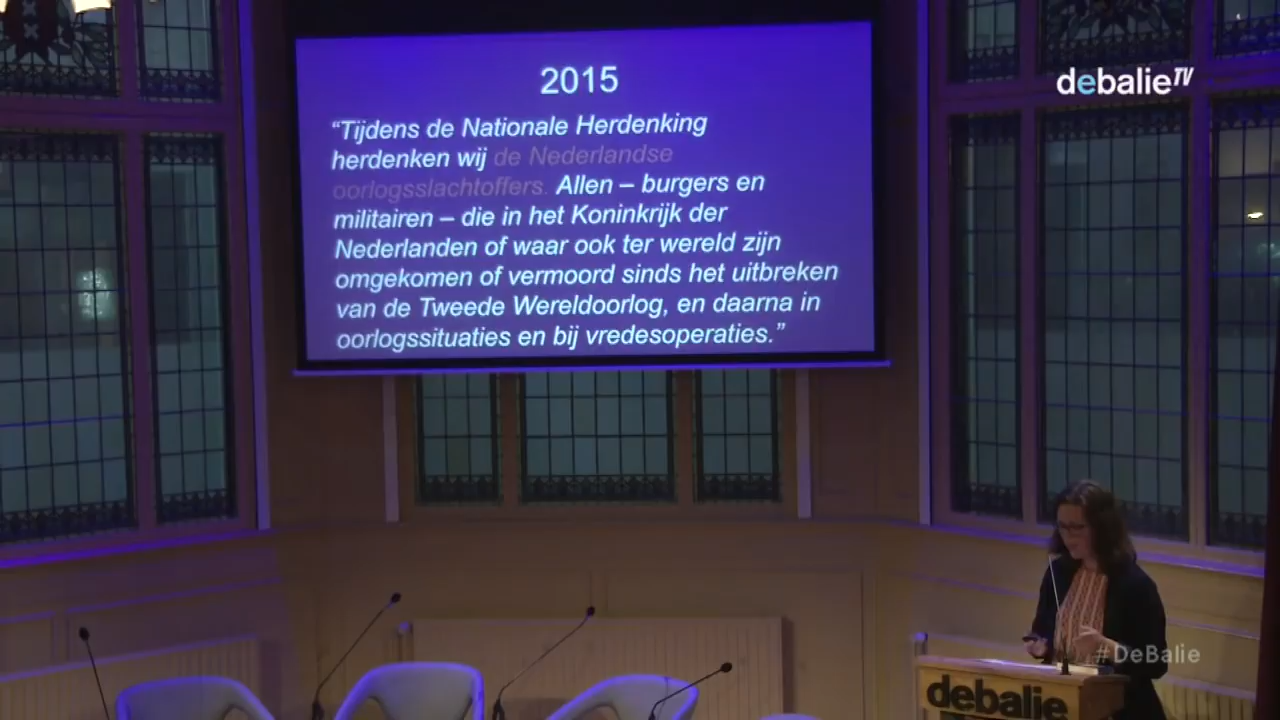 2015
“Tijdens de Nationale Herdenking
herdenken wij de Nederlandse
oorlogsslachtoffers. Allen – burgers en
militairen – die in het Koninkrijk der
Nederlanden of waar ook ter wereld zijn
omgekomen of vermoord sinds het uitbreken
van de Tweede Wereldoorlog, en daarna in
oorlogssituaties en bij vredesoperaties.”
debalieTV
#DeBalie
debalie